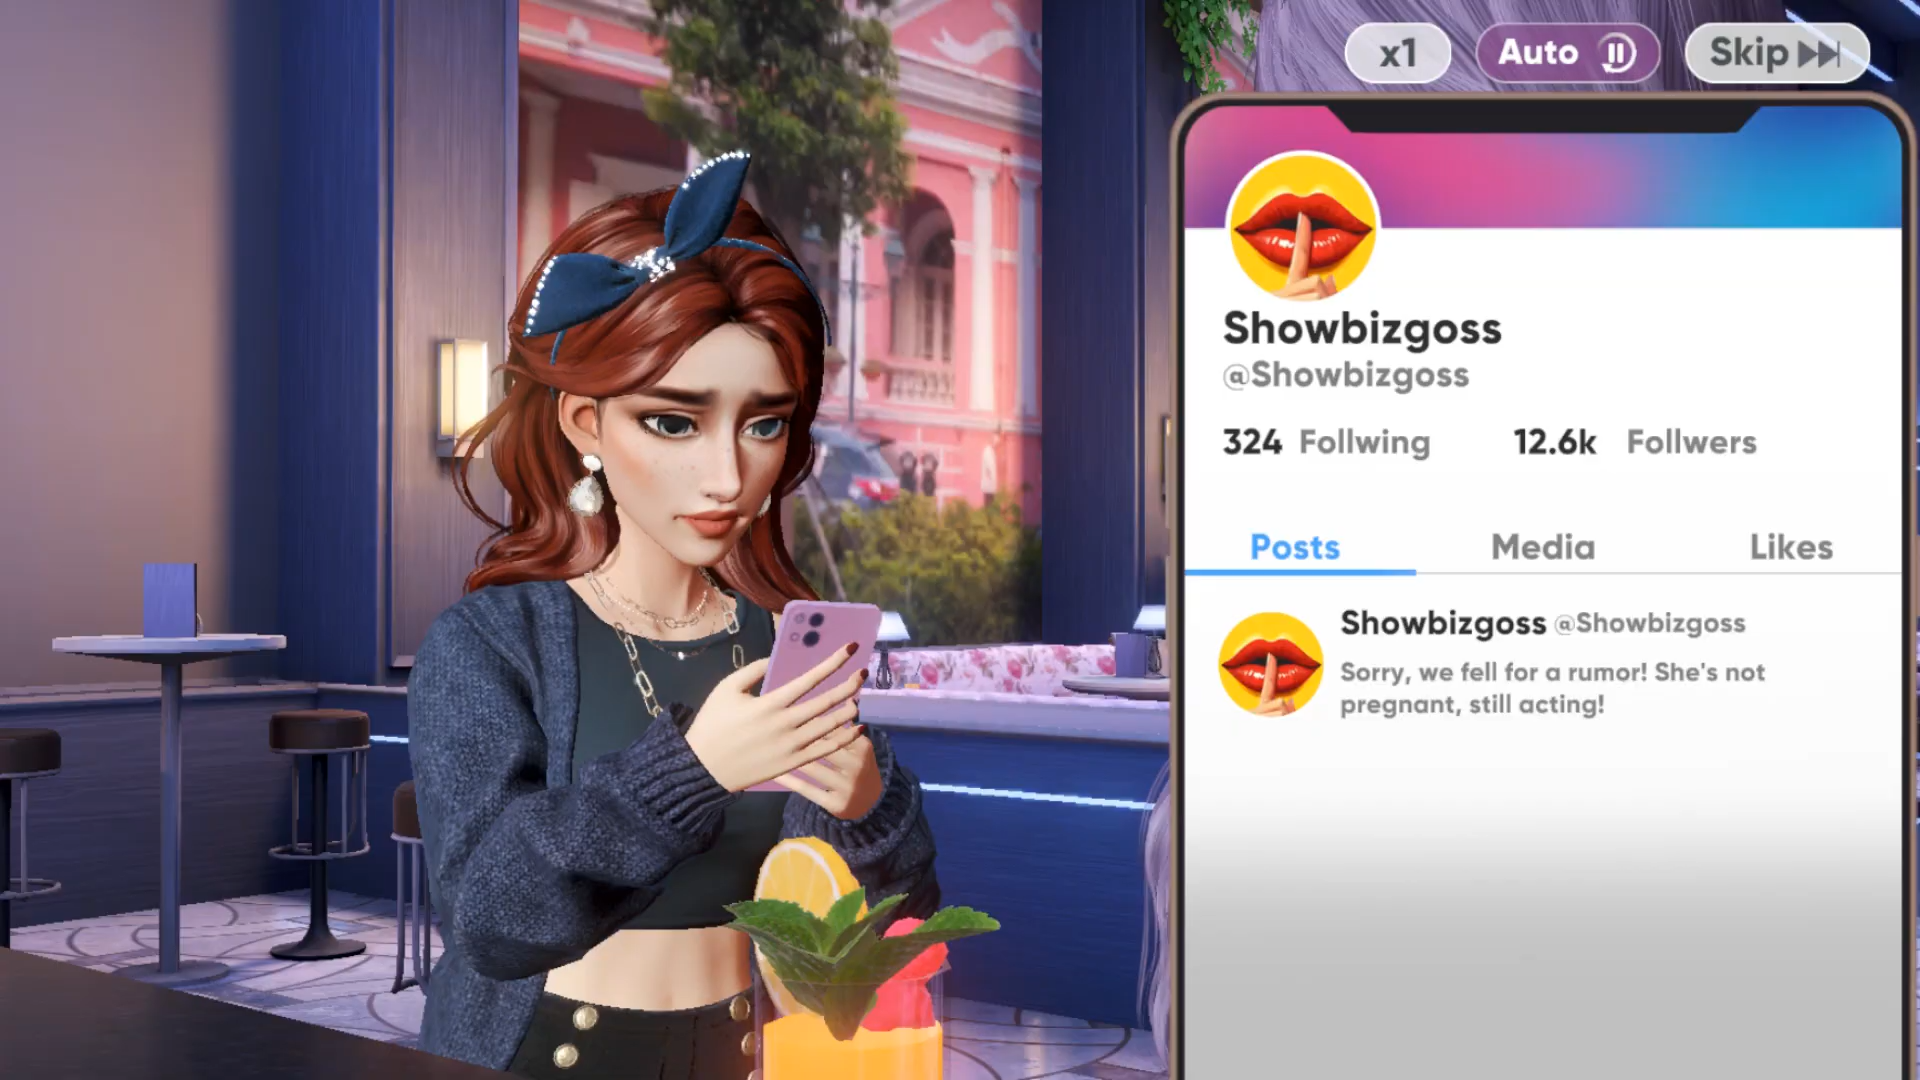 x1 Auto Skip
Showbizgoss
@Showbizgoss
324 Follwing 12.6k Follwers
Posts Media Likes
Showbizgoss @Showbizgoss
Sorry, we fell for a rumor! She's not
pregnant, still acting!